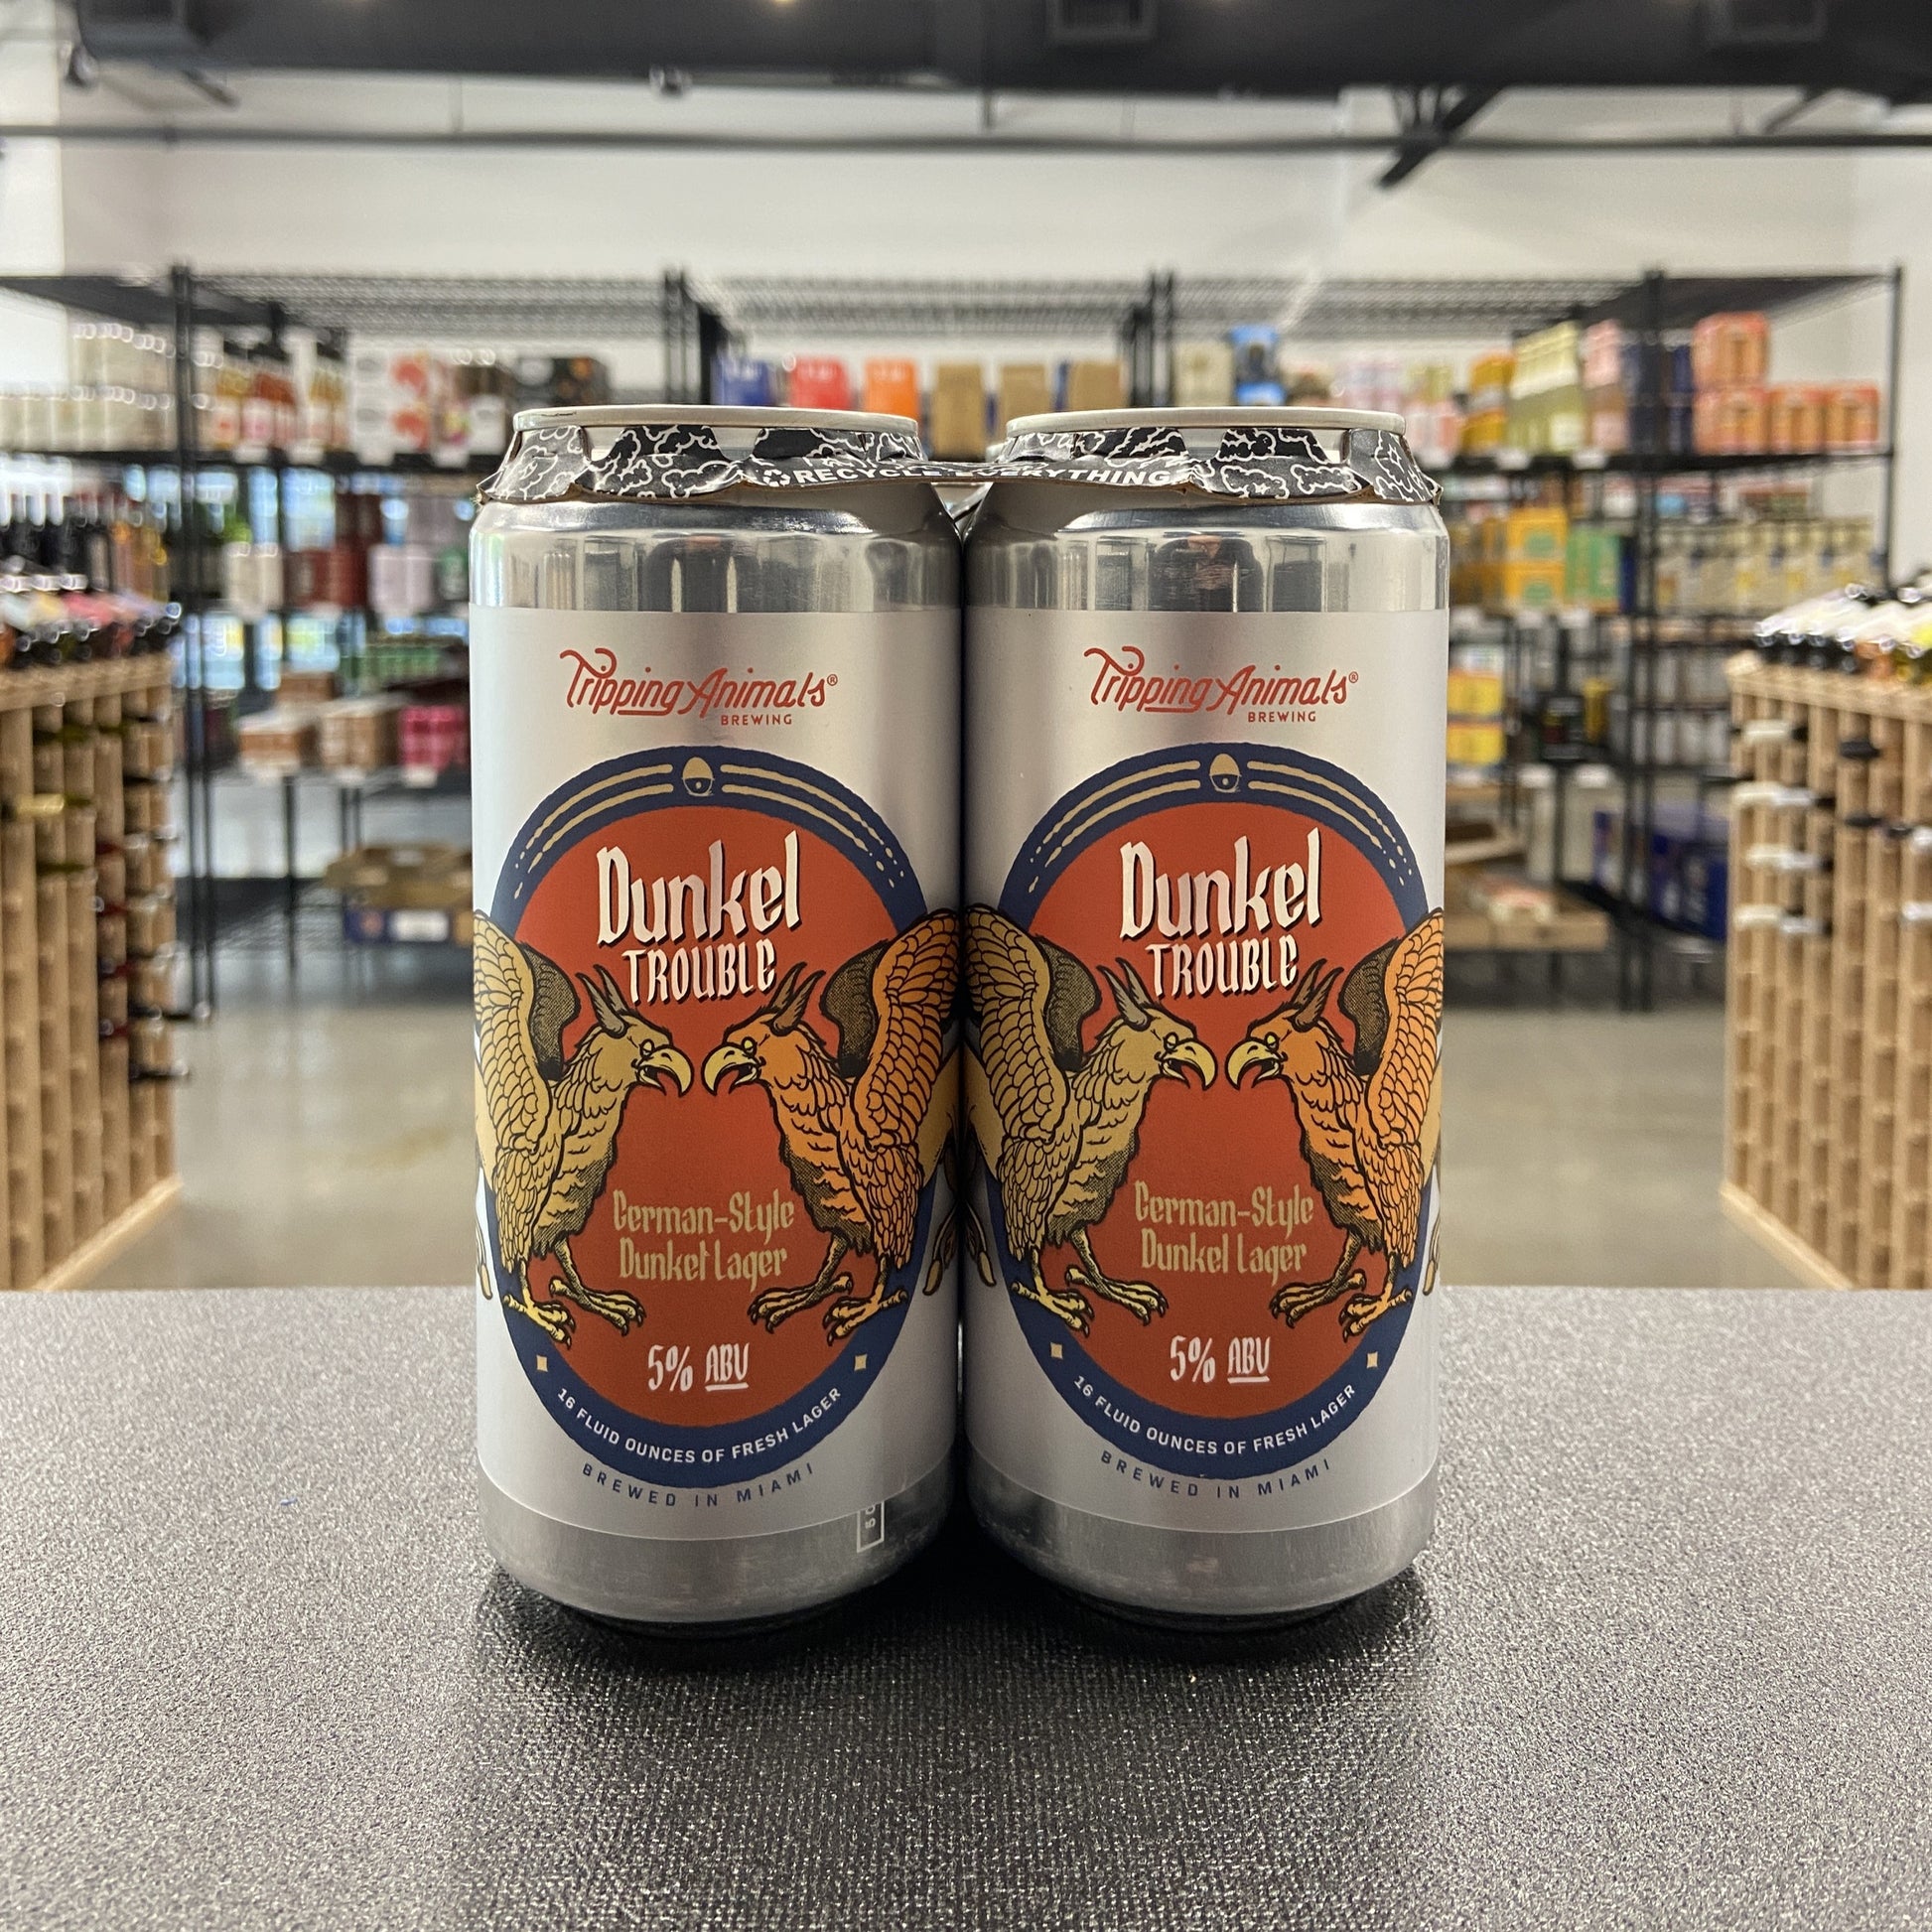 RECYCLE EVERYTHING
Tripping Animals®
BREWING
Dunkel
TROUBLE
German-Style
Dunkel Lager
5% ABV
16 FLUID OUNCES OF FRESH LAGER
BREWED IN MIAMI
Tripping Animals®
BREWING
Dunkel
TROUBLE
German-Style
Dunkel Lager
5% ABV
16 FLUID OUNCES OF FRESH LAGER
BREWED IN MIAMI